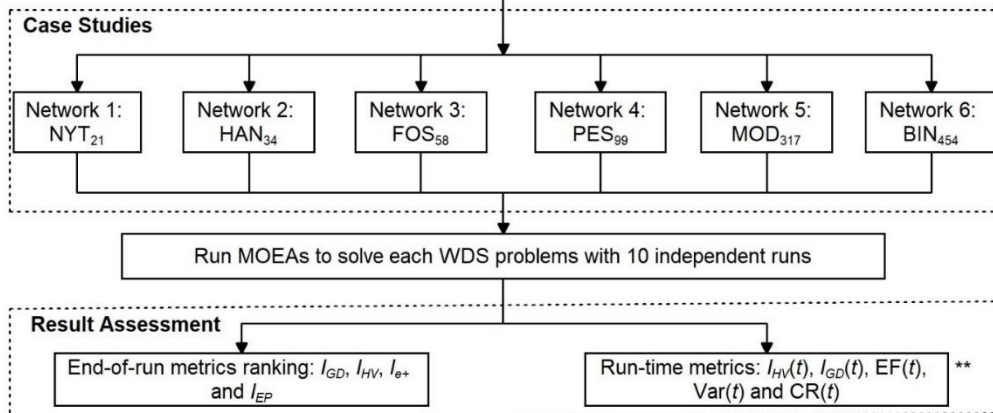 Case Studies
Network 1:
NYT21
Network 2:
HAN34
Network 3:
FOS58
Network 4:
PES99
Network 5:
MOD317
Network 6:
BIN454
Run MOEAs to solve each WDS problems with 10 independent runs
Result Assessment
End-of-run metrics ranking: IGD, IHV, Ie+
and IEP
Run-time metrics: IHV(t), IGD(t), EF(t),
Var(t) and CR(t)
**